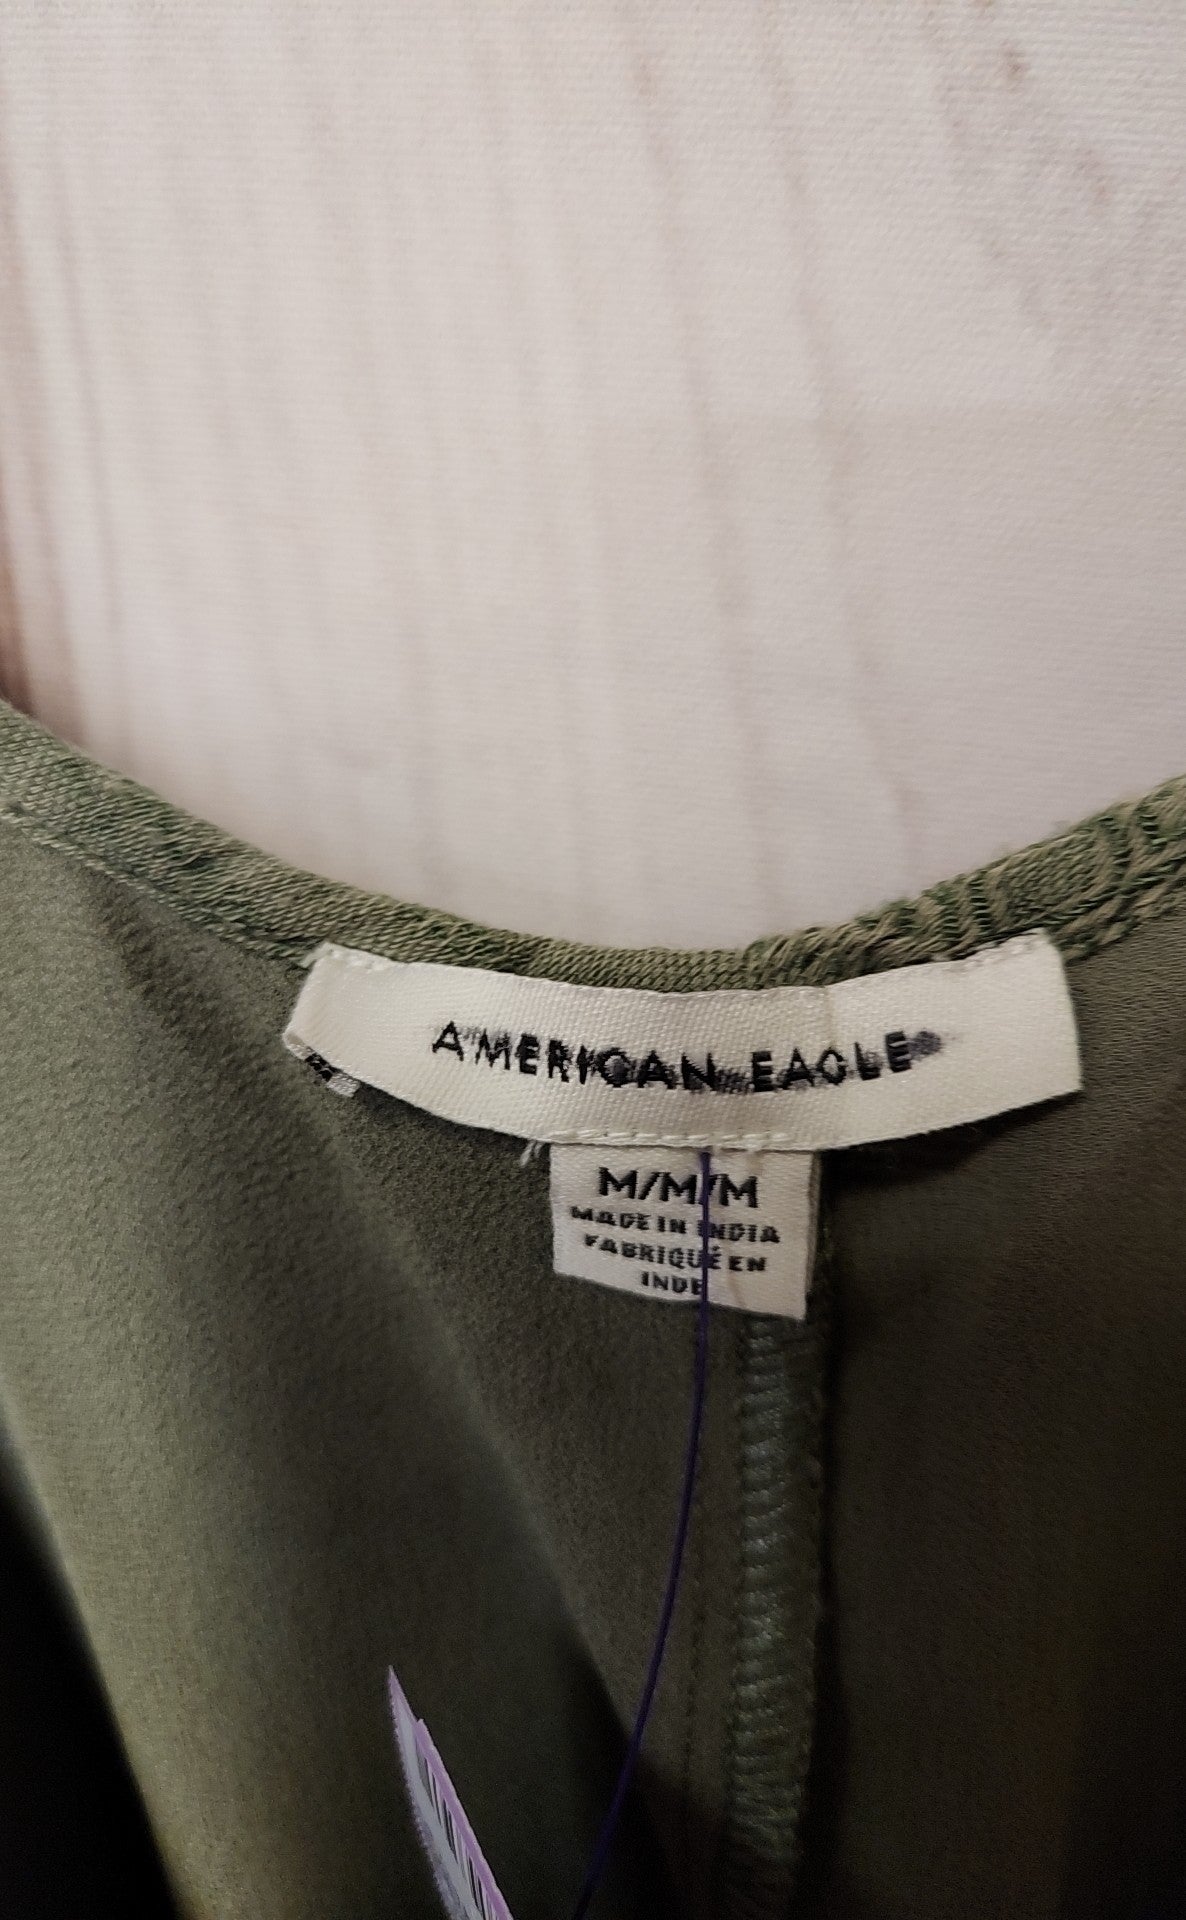 AMERICAN EAGLE
M/M/M
MADE IN INDIA
FABRIQUÉ EN
INDE